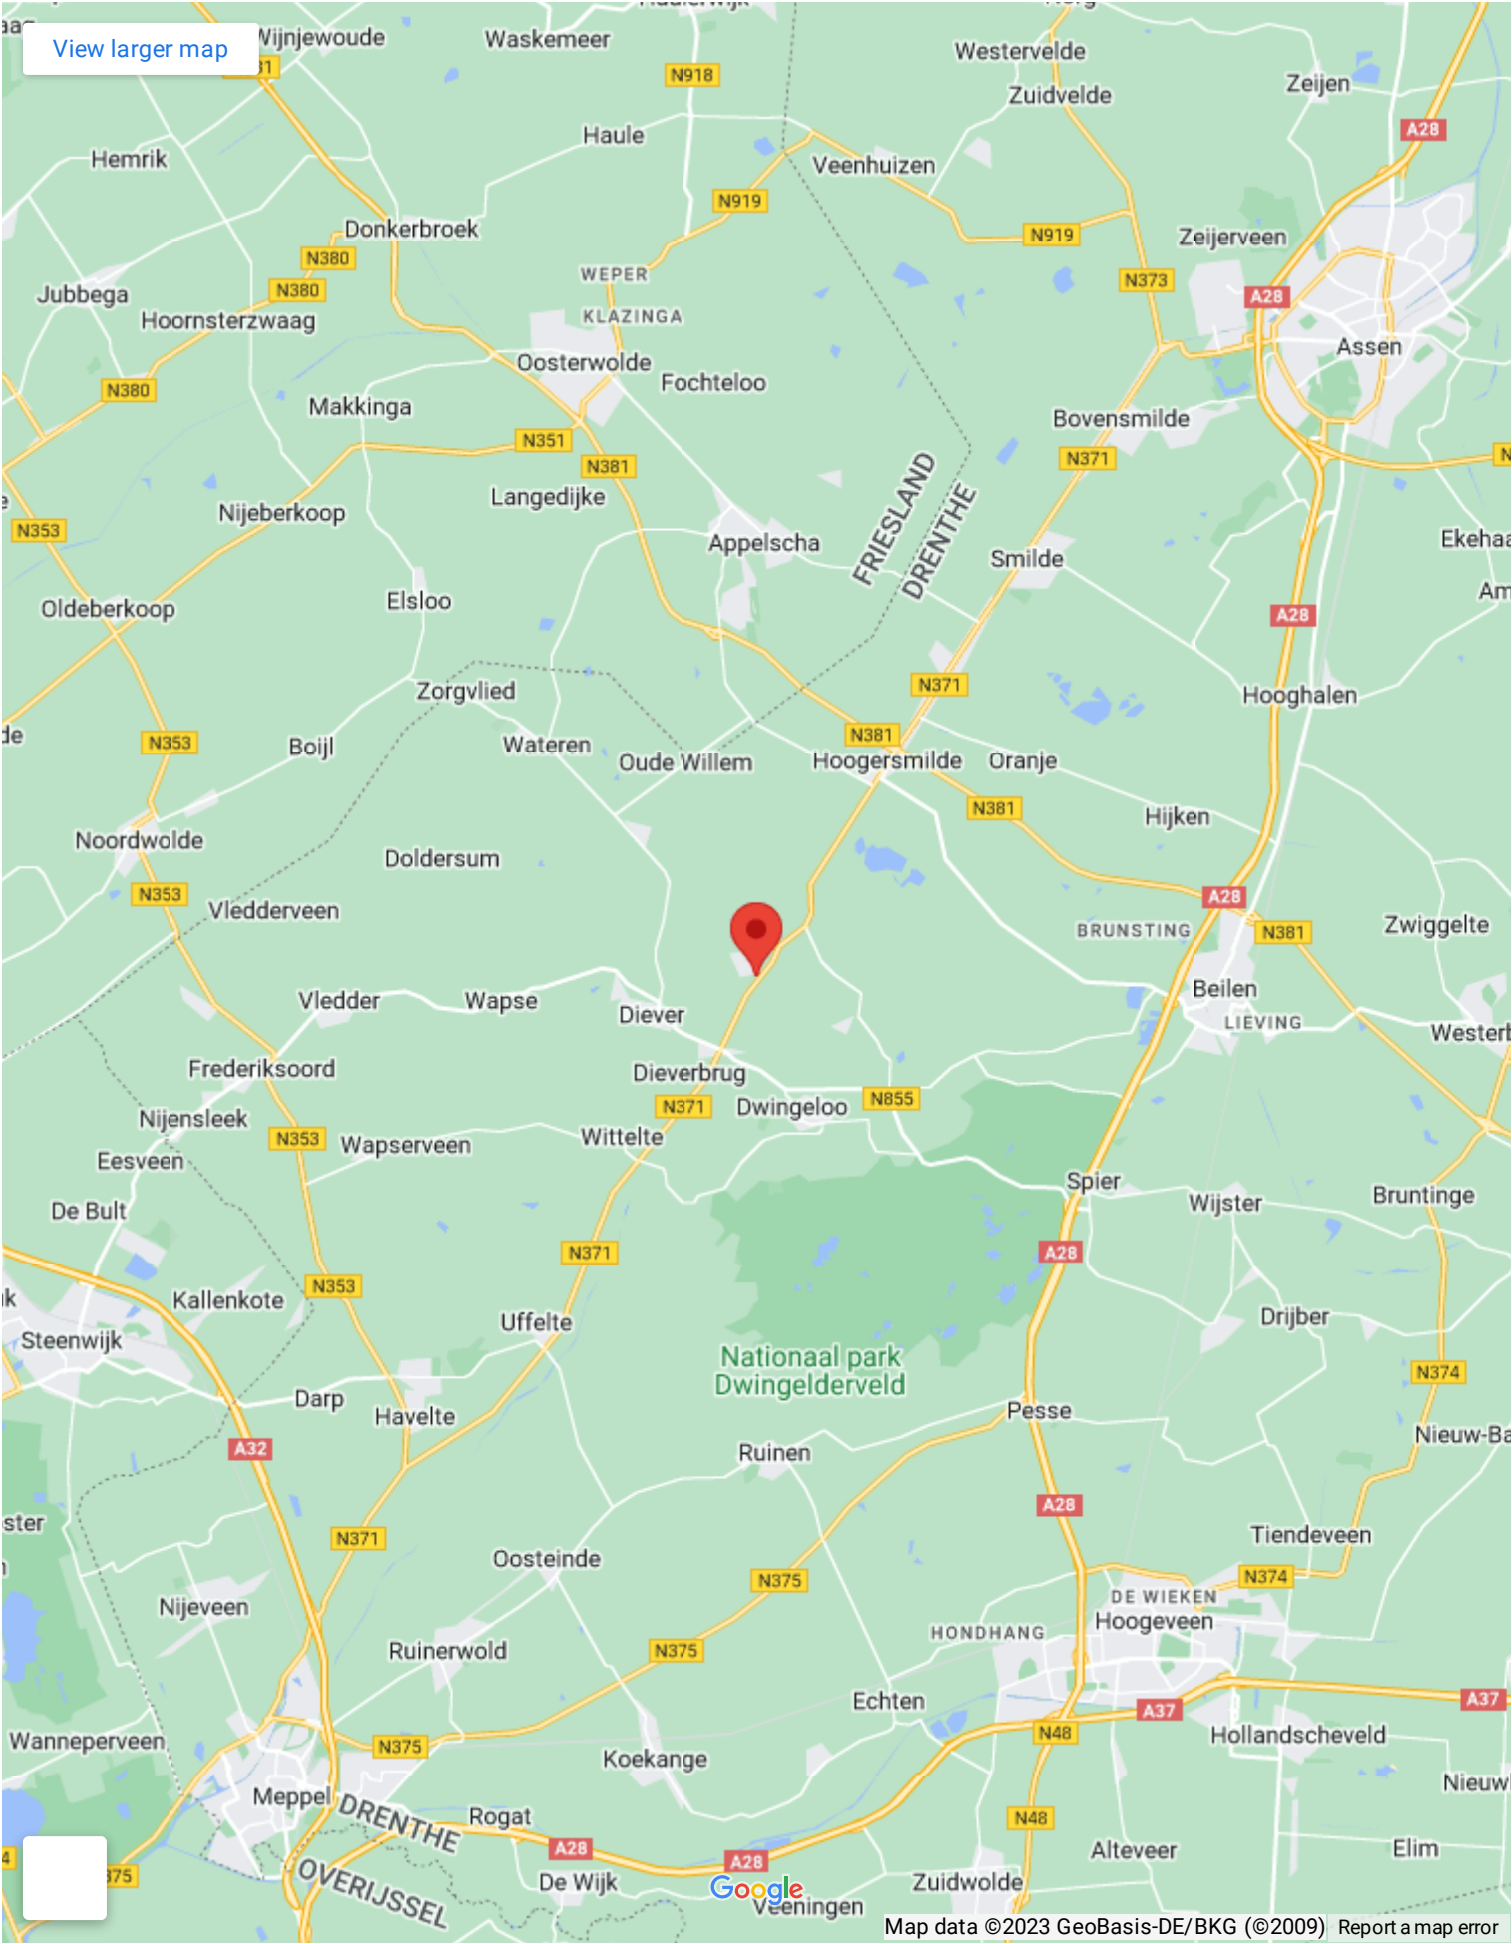 View larger map
Wijnjewoude
Waskemeer
Westervelde
N918
Zeijen
Zuidvelde
A28
Haule
Hemrik
Veenhuizen
N919
Donkerbroek
N919
Zeijerveen
N380
WEPER
N373
N380
Jubbega
A28
Hoornsterzwaag
KLAZINGA
Assen
Oosterwolde
Fochteloo
N380
Makkinga
Bovensmilde
N351
N371
N381
FRIESLAND
DRENTHE
Langedijke
Nijeberkoop
N353
Appelscha
Smilde
Elsloo
Oldeberkoop
A28
N371
Zorgvlied
Hooghalen
N353
Boijl
Wateren
N381
Oude Willem
Hoogersmilde
Oranje
N381
Hijken
Noordwolde
Doldersum
N353
A28
Vledderveen
BRUNSTING
N381
Zwiggelte
Vledder
Wapse
Diever
Beilen
LIEVING
Frederiksoord
Dieverbrug
N371
Dwingeloo
N855
Nijensleek
N353
Wapserveen
Wittelte
Eesveen
Spier
De Bult
Wijster
Bruntinge
N371
A28
N353
Kallenkote
Uffelte
Drijber
Steenwijk
Nationaal park
Dwingelderveld
N374
Darp
Havelte
Pesse
A32
Ruinen
A28
N371
Tiendeveen
Oosteinde
N375
N374
DE WIEKEN
Nijeveen
Hoogeveen
HONDHANG
Ruinerwold
N375
Echten
A37
A37
N48
Wanneperveen
N375
Koekange
Hollandscheveld
Meppel
DRENTHE
OVERIJSSEL
Rogat
N48
A28
A28
Alteveer
Elim
De Wijk
Google
Zuidwolde
Veeningen
Map data ©2023 GeoBasis-DE/BKG (©2009)
Report a map error